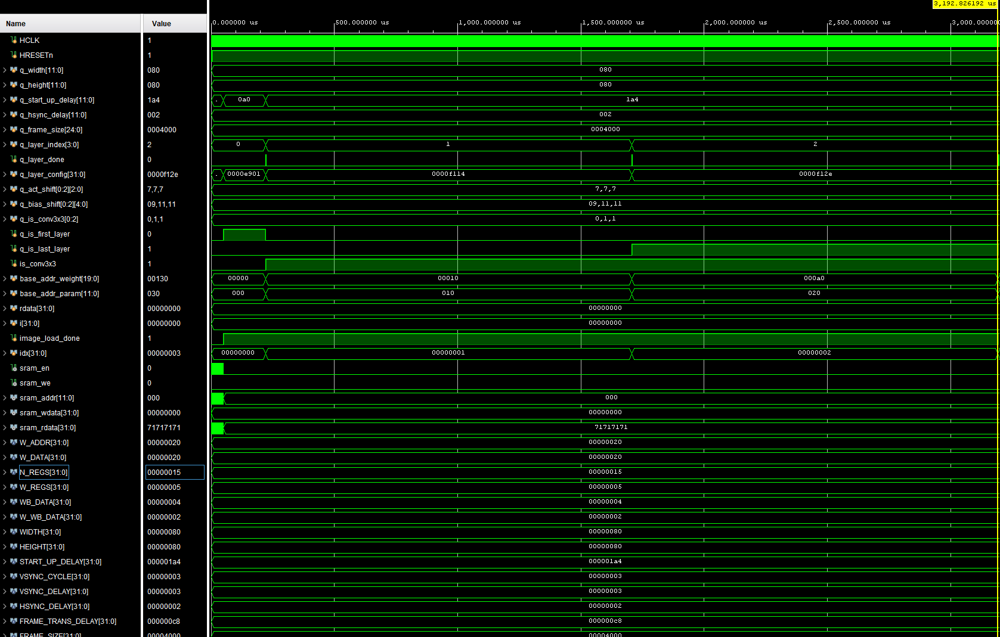 3,192.826192 us
Name Value 0.000000 us 500.000000 us 1,000.000000 us 1,500.000000 us 2,000.000000 us 2,500.000000 us 3,000.00000
HCLK 1
HRESETn 1
q_width[11:0] 080 080
q_height[11:0] 080 080
q_start_up_delay[11:0] 1a4 . 0a0 1a4
q_hsync_delay[11:0] 002 002
q_frame_size[24:0] 0004000 0004000
q_layer_index[3:0] 2 0 1 2
q_layer_done 0
q_layer_config[31:0] 0000f12e . 0000e901 0000f114 0000f12e
q_act_shift[0:2][2:0] 7,7,7 7,7,7
q_bias_shift[0:2][4:0] 09,11,11 09,11,11
q_is_conv3x3[0:2] 0,1,1 0,1,1
q_is_first_layer 0
q_is_last_layer 1
is_conv3x3 1
base_addr_weight[19:0] 00130 00000 00010 000a0
base_addr_param[11:0] 030 000 010 020
rdata[31:0] 00000000 00000000
i[31:0] 00000000 00000000
image_load_done 1
idx[31:0] 00000003 00000000 00000001 00000002
sram_en 0
sram_we 0
sram_addr[11:0] 000 000
sram_wdata[31:0] 00000000 00000000
sram_rdata[31:0] 71717171 71717171
W_ADDR[31:0] 00000020 00000020
W_DATA[31:0] 00000020 00000020
N_REGS[31:0] 00000015 00000015
W_REGS[31:0] 00000005 00000005
WB_DATA[31:0] 00000004 00000004
W_WB_DATA[31:0] 00000002 00000002
WIDTH[31:0] 00000080 00000080
HEIGHT[31:0] 00000080 00000080
START_UP_DELAY[31:0] 000001a4 000001a4
VSYNC_CYCLE[31:0] 00000003 00000003
VSYNC_DELAY[31:0] 00000003 00000003
HSYNC_DELAY[31:0] 00000002 00000002
FRAME_TRANS_DELAY[31:0] 000000c8 000000c8
FRAME_SIZE[31:0] 00004000 00004000